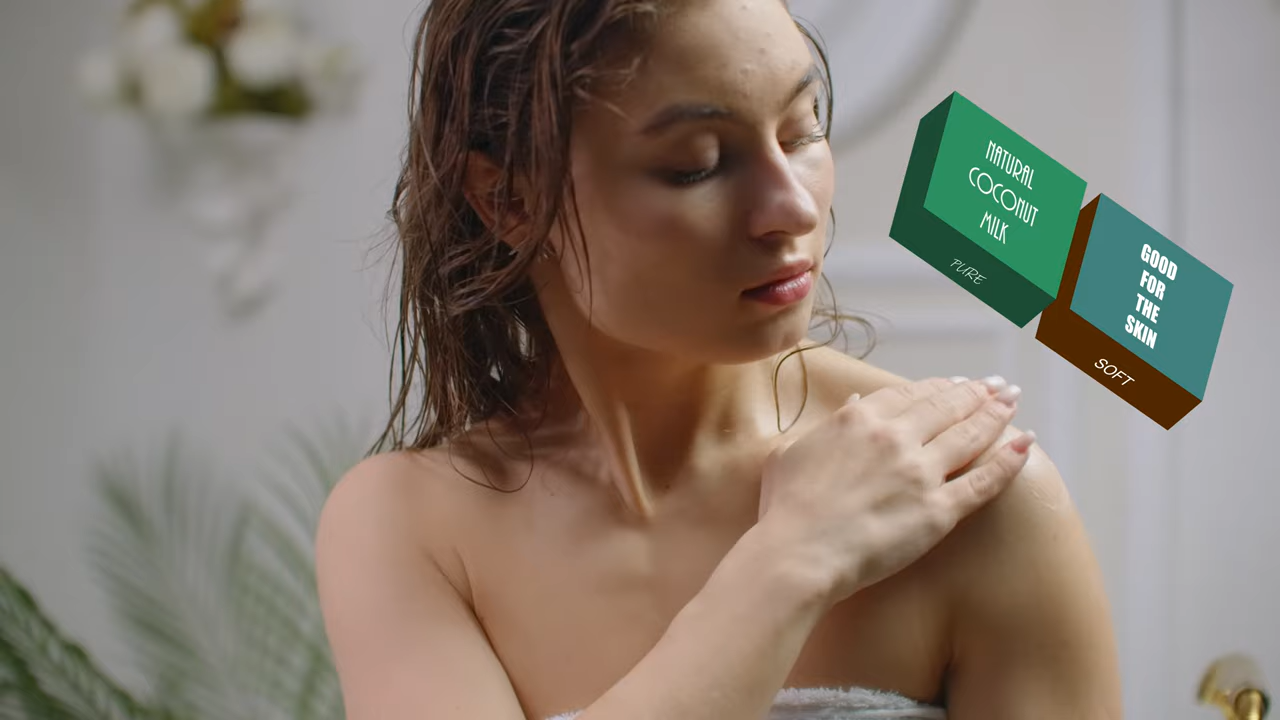 NATURAL
COCONUT
MILK
PURE
GOOD
FOR
THE
SKIN
SOFT